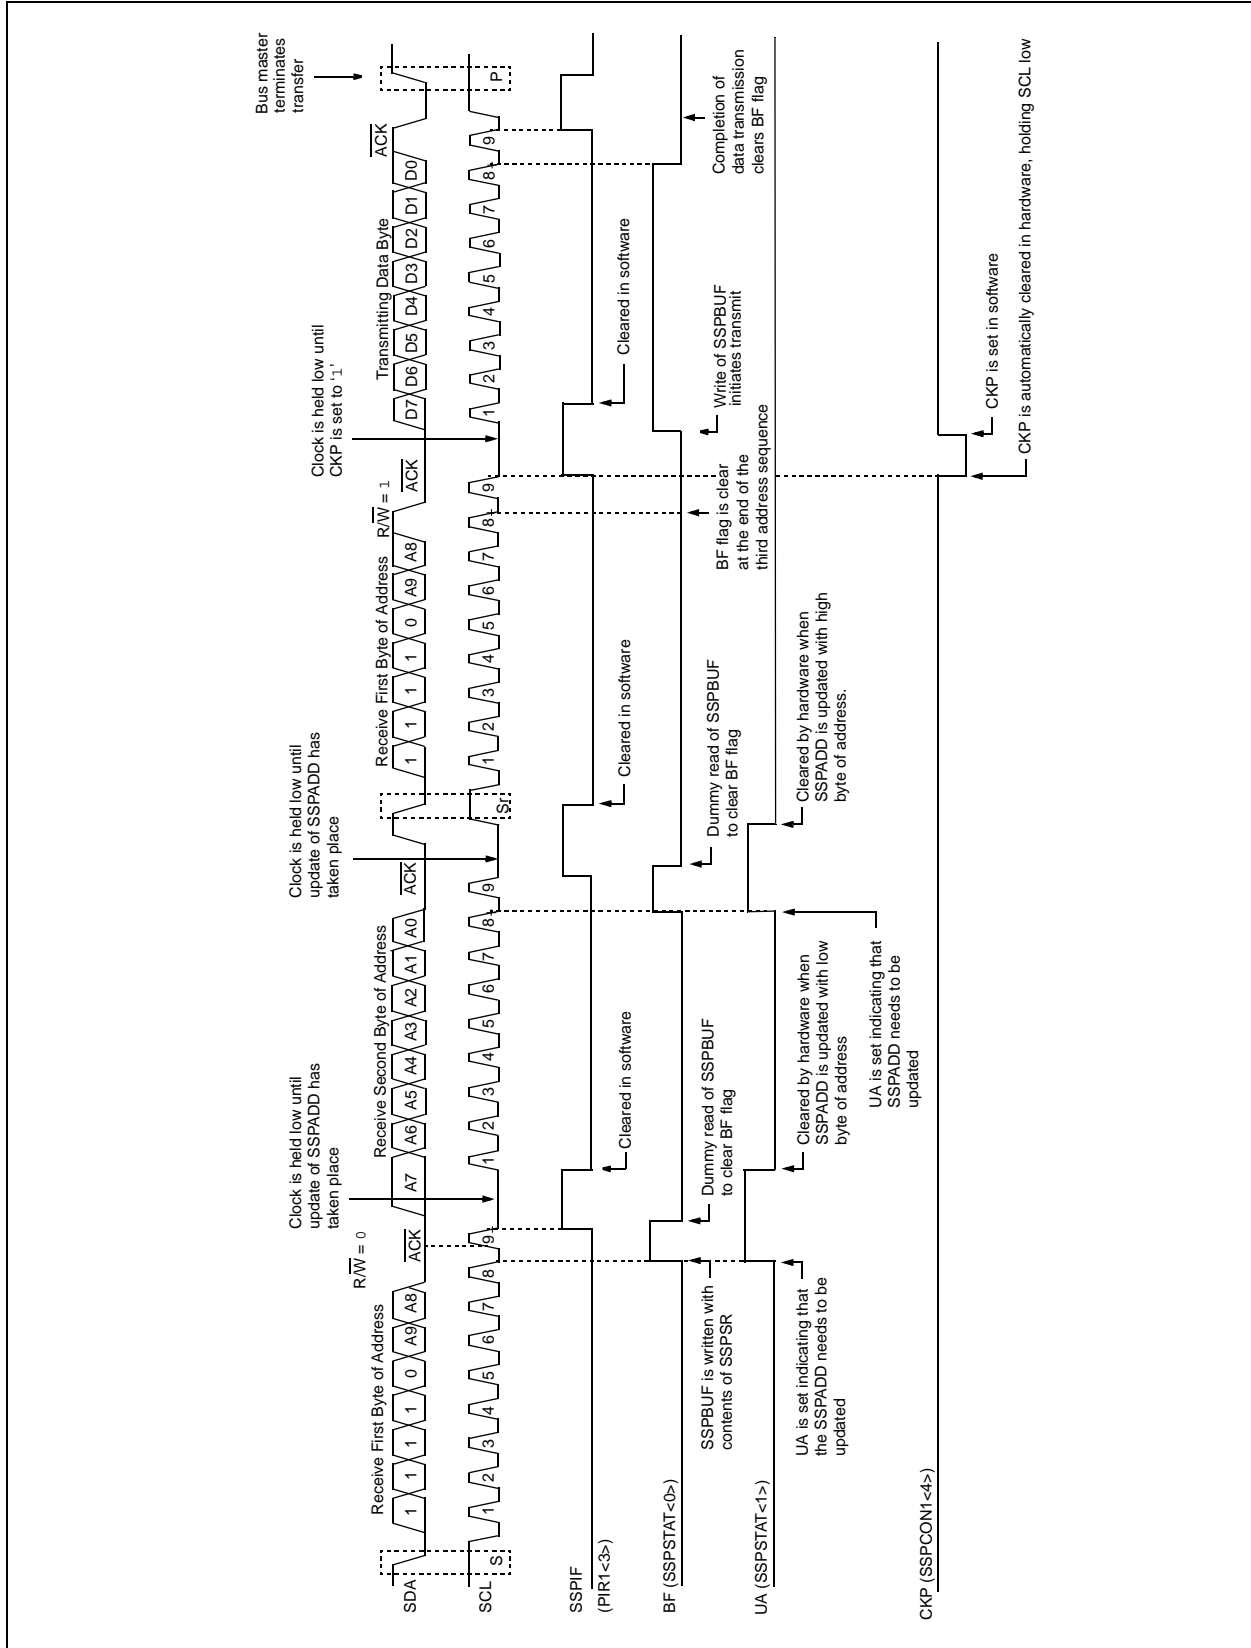 Bus master
terminates
transfer
Clock is held low until
update of SSPADD has
taken place
Clock is held low until
update of SSPADD has
taken place
Clock is held low until
CKP is set to ‘1’
R/W = 0
R/W = 1
Receive First Byte of Address
ACK
Receive Second Byte of Address
ACK
Receive First Byte of Address
ACK
Transmitting Data Byte
ACK
SDA
1 1 1 1 0 A9 A8
A7 A6 A5 A4 A3 A2 A1 A0
1 1 1 1 0 A9 A8
D7 D6 D5 D4 D3 D2 D1 D0
SCL
S 1 2 3 4 5 6 7 8 9
1 2 3 4 5 6 7 8 9
Sr 1 2 3 4 5 6 7 8 9
1 2 3 4 5 6 7 8 9 P
SSPIF
(PIR1<3>)
Cleared in software
Cleared in software
Cleared in software
BF (SSPSTAT<0>)
SSPBUF is written with
contents of SSPSR
Dummy read of SSPBUF
to clear BF flag
Dummy read of SSPBUF
to clear BF flag
BF flag is clear
at the end of the
third address sequence
Write of SSPBUF
initiates transmit
Completion of
data transmission
clears BF flag
UA (SSPSTAT<1>)
UA is set indicating that
the SSPADD needs to be
updated
Cleared by hardware when
SSPADD is updated with low
byte of address
UA is set indicating that
SSPADD needs to be
updated
Cleared by hardware when
SSPADD is updated with high
byte of address.
CKP (SSPCON1<4>)
CKP is set in software
CKP is automatically cleared in hardware, holding SCL low